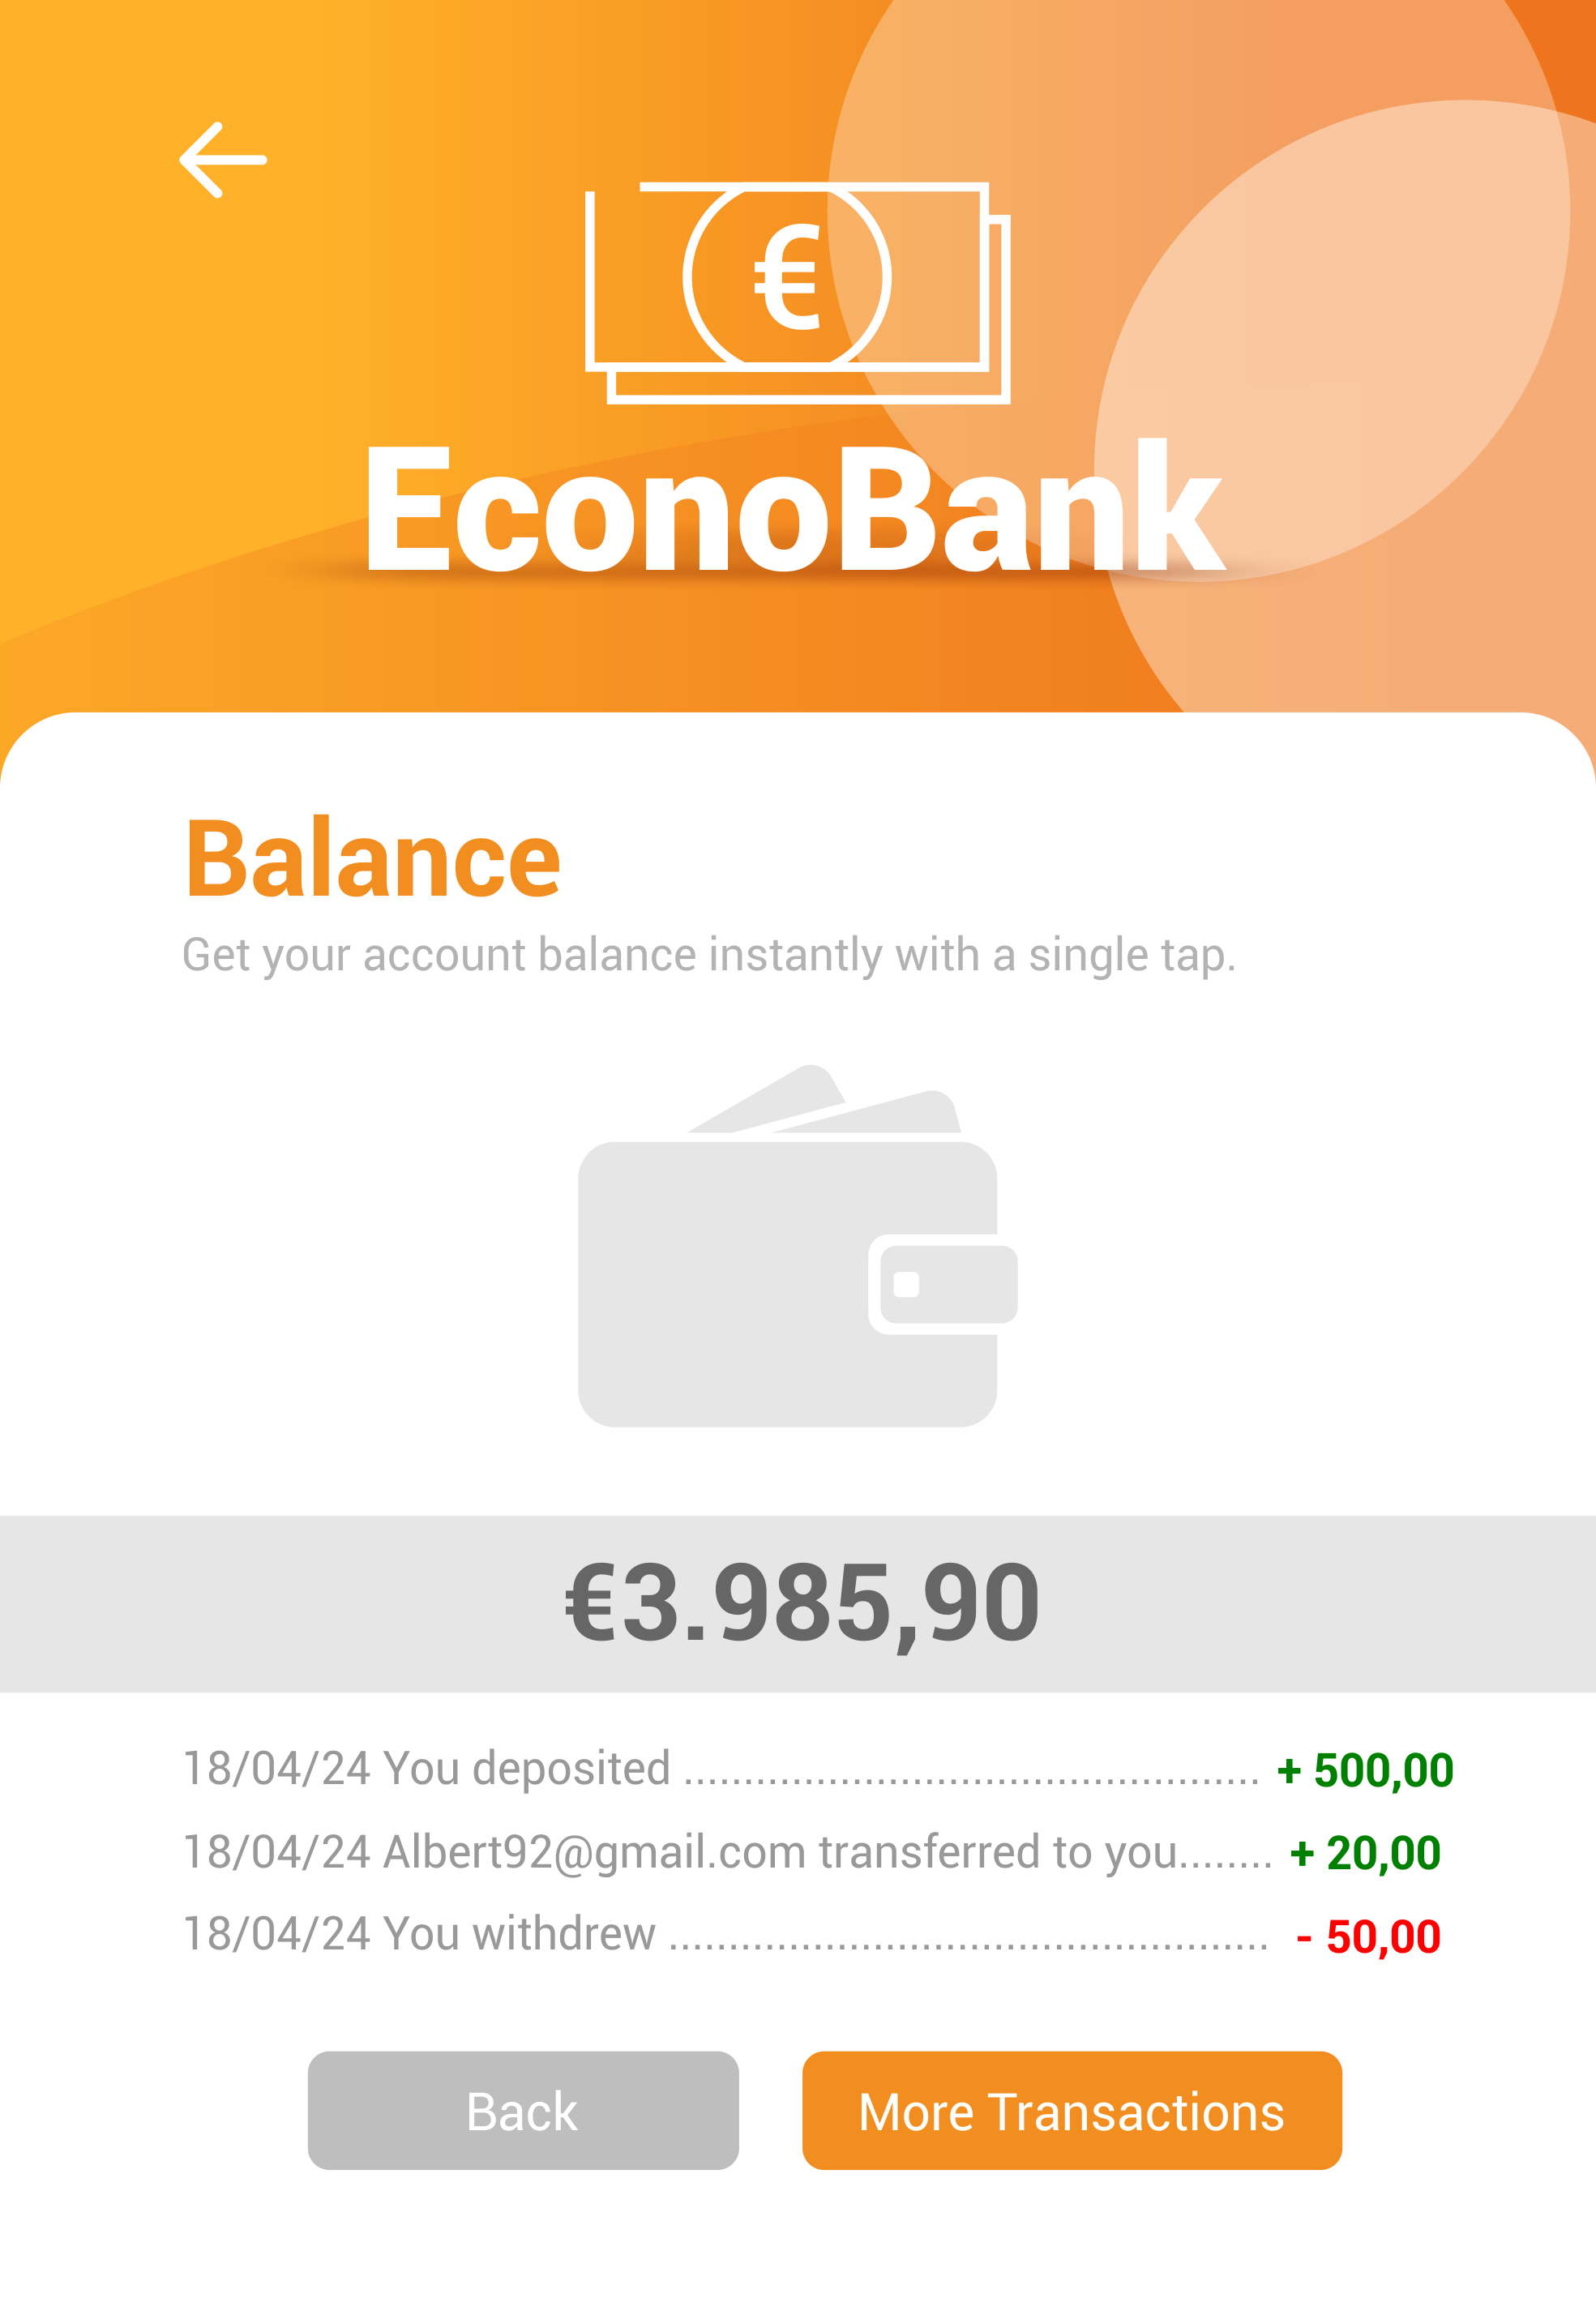 €
EconoBank
Balance
Get your account balance instantly with a single tap.
€3.985,90
18/04/24 You deposited ................................................ + 500,00
18/04/24 Albert92@gmail.com transferred to you........ + 20,00
18/04/24 You withdrew .................................................. - 50,00
Back More Transactions